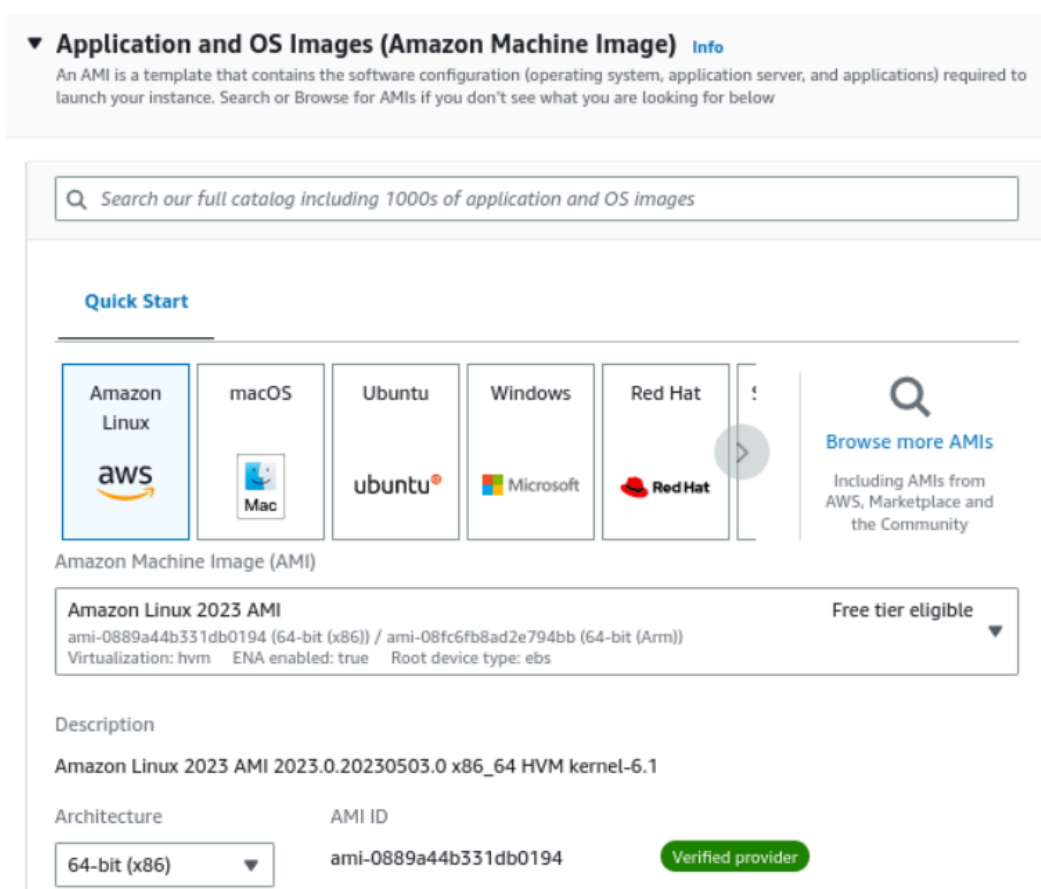 Application and OS Images (Amazon Machine Image) Info
An AMI is a template that contains the software configuration (operating system, application server, and applications) required to
launch your instance. Search or Browse for AMIs if you don't see what you are looking for below
Search our full catalog including 1000s of application and OS images
Quick Start
Amazon
Linux
aws
macOS
Mac
Ubuntu
ubuntu
Windows
Microsoft
Red Hat
Red Hat
Browse more AMIs
Including AMIs from
AWS, Marketplace and
the Community
Amazon Machine Image (AMI)
Amazon Linux 2023 AMI
Free tier eligible
ami-0889a44b331db0194 (64-bit (x86)) / ami-08fc6fb8ad2e794bb (64-bit (Arm))
Virtualization: hvm ENA enabled: true Root device type: ebs
Description
Amazon Linux 2023 AMI 2023.0.20230503.0 x86_64 HVM kernel-6.1
Architecture
AMI ID
64-bit (x86)
ami-0889a44b331db0194
Verified provider